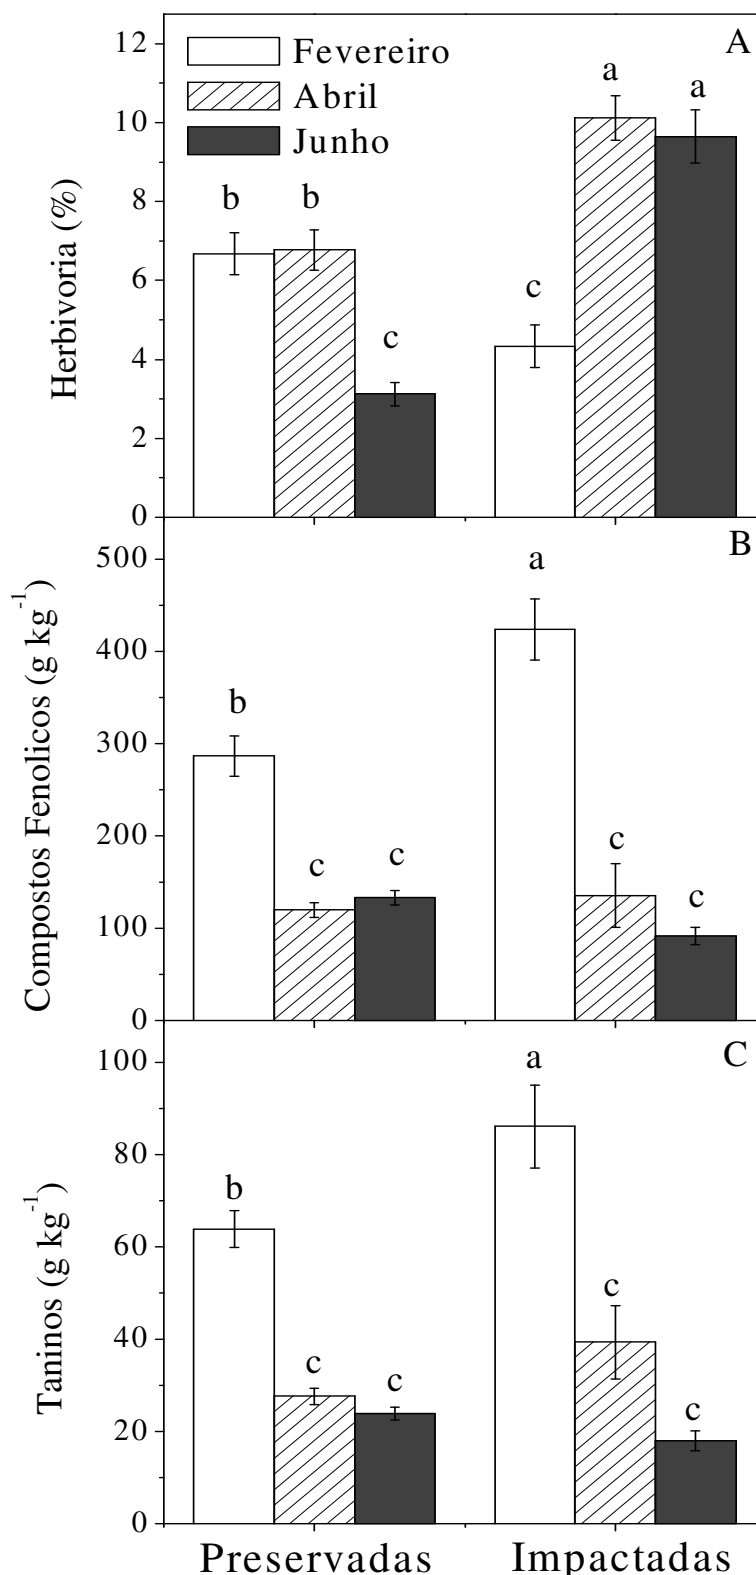 A
Fevereiro
Abril
Junho
Herbivoria (%)
12
10
8
6
4
2
0
b
b
c
c
a
a
B
Compostos Fenolicos (g kg⁻¹)
500
400
300
200
100
0
b
c
c
a
c
c
C
Taninos (g kg⁻¹)
100
80
60
40
20
0
b
c
c
a
c
c
Preservadas Impactadas